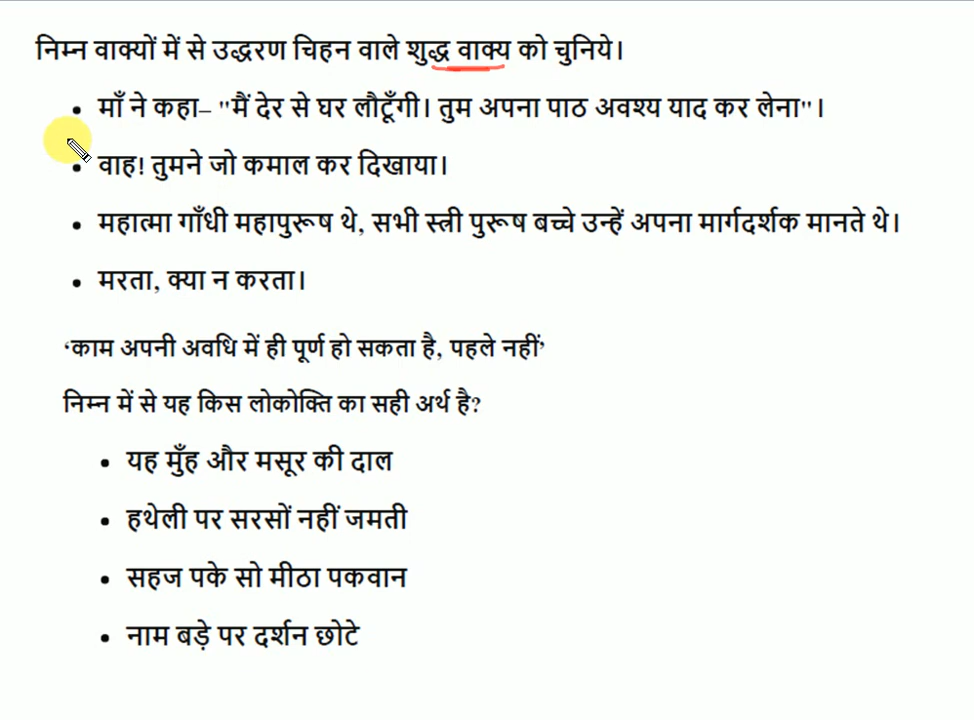 निम्न वाक्यों में से उद्धरण चिहन वाले शुद्ध वाक्य को चुनिये।
• माँ ने कहा– "मैं देर से घर लौटूँगी। तुम अपना पाठ अवश्य याद कर लेना"।
• वाह! तुमने जो कमाल कर दिखाया।
• महात्मा गाँधी महापुरूष थे, सभी स्त्री पुरूष बच्चे उन्हें अपना मार्गदर्शक मानते थे।
• मरता, क्या न करता।
‘काम अपनी अवधि में ही पूर्ण हो सकता है, पहले नहीं’
निम्न में से यह किस लोकोक्ति का सही अर्थ है?
• यह मुँह और मसूर की दाल
• हथेली पर सरसों नहीं जमती
• सहज पके सो मीठा पकवान
• नाम बड़े पर दर्शन छोटे